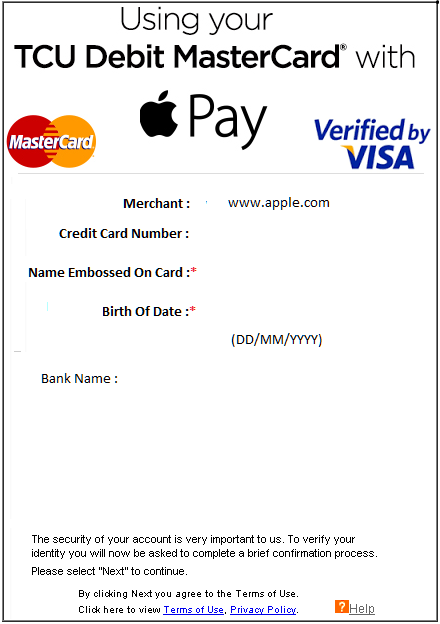 Using your
TCU Debit MasterCard® with
Pay
MasterCard
Verified by
VISA
Merchant : www.apple.com
Credit Card Number :
Name Embossed On Card :*
Birth Of Date :*
(DD/MM/YYYY)
Bank Name :
The security of your account is very important to us. To verify your
identity you will now be asked to complete a brief confirmation process.
Please select "Next" to continue.
By clicking Next you agree to the Terms of Use.
Click here to view Terms of Use, Privacy Policy.
? Help